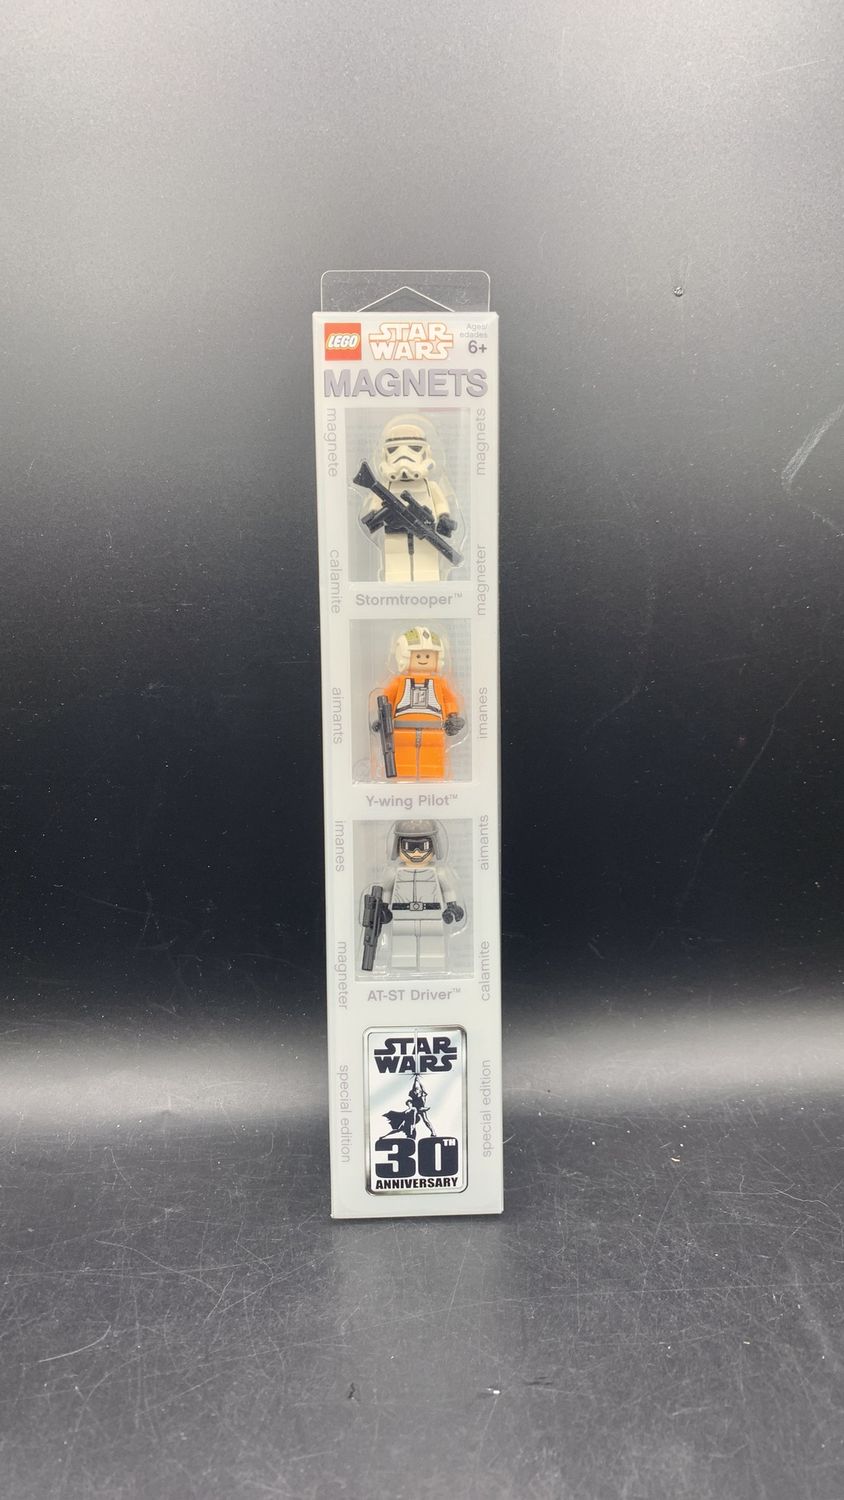 LEGO
STAR
WARS
Ages/
edades
6+
MAGNETS
magnete
magnets
calamite
magneter
Stormtrooper™
aimants
imanes
Y-wing Pilot™
imanes
aimants
magneter
calamite
AT-ST Driver™
special edition
special edition
STAR
WARS
30TH
ANNIVERSARY